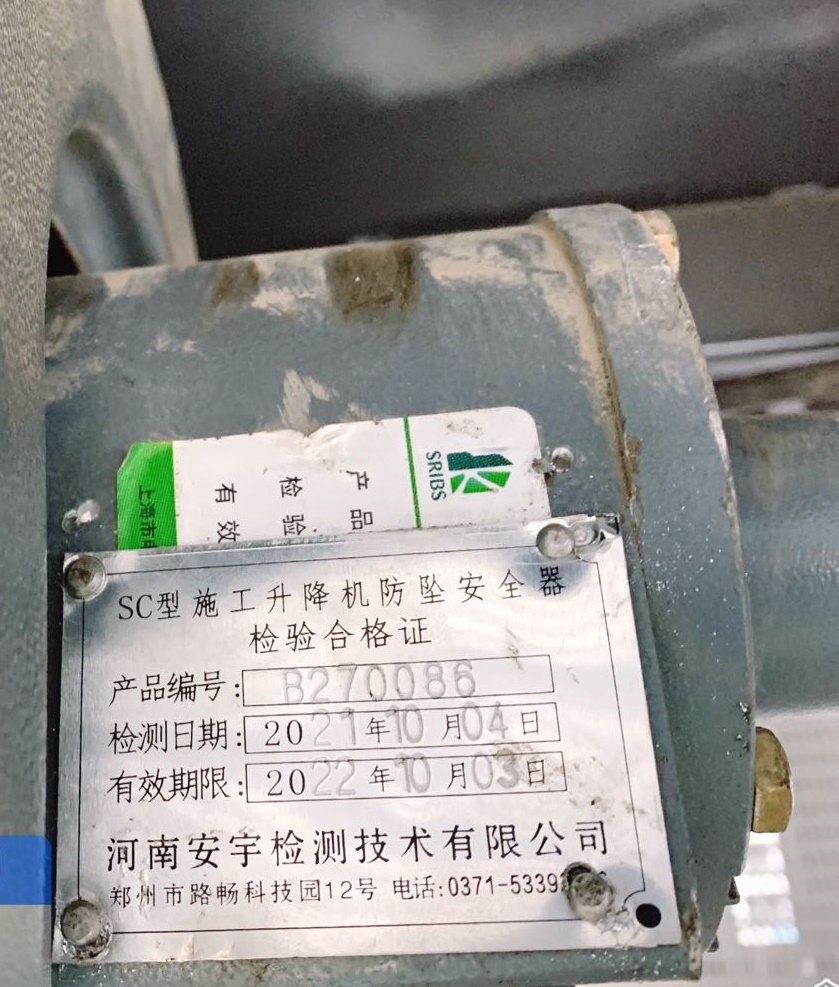 SRIBS
产品
检验
有效
上海市
SC型施工升降机防坠安全器
检验合格证
产品编号: B270086
检测日期: 2021年10月04日
有效期限: 2022年10月03日
河南安宇检测技术有限公司
郑州市路畅科技园12号 电话:0371-5339